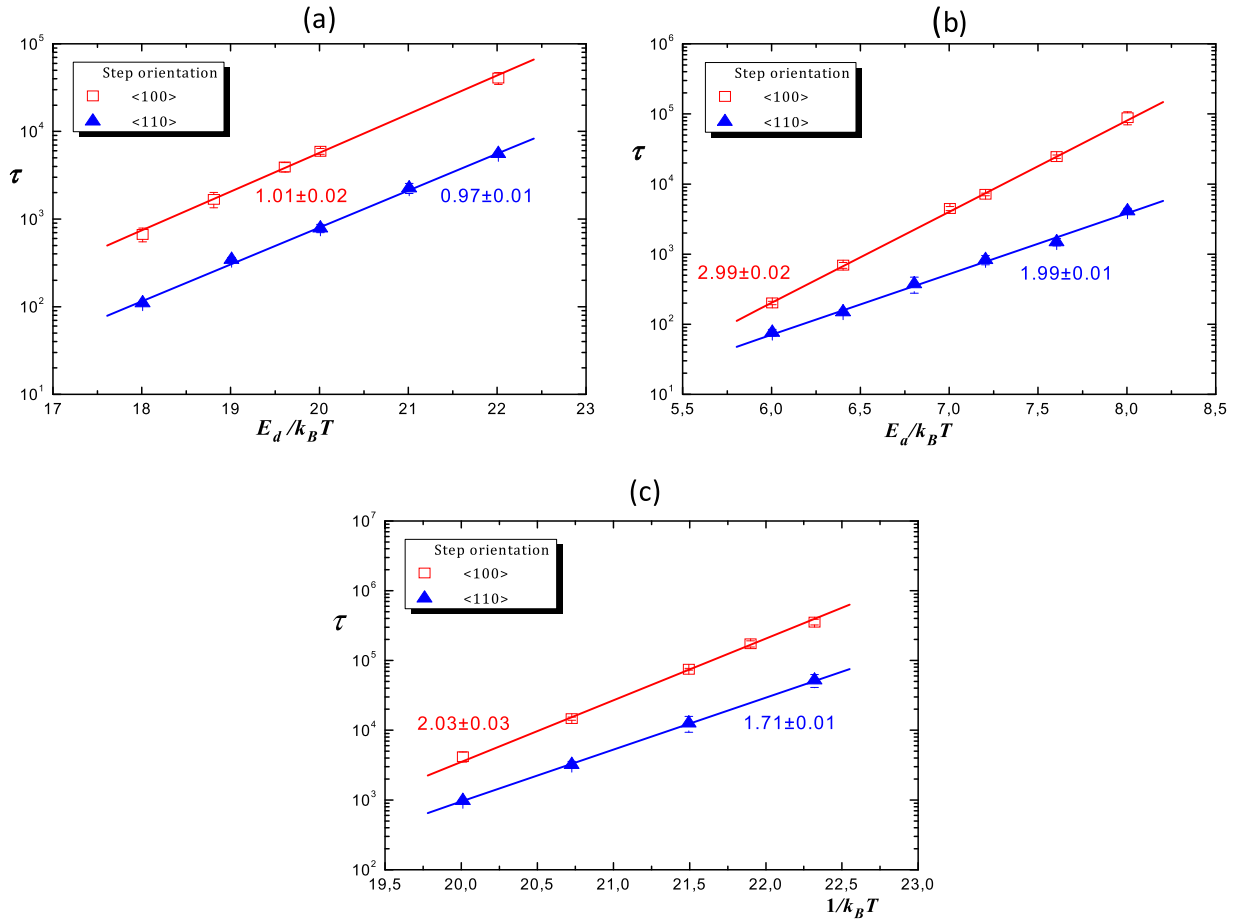 (a)
10^5
10^4
10^3
10^2
10^1
τ
Step orientation
<100>
<110>
1.01±0.02
0.97±0.01
17 18 19 20 21 22 23
E_d/k_BT
(b)
10^6
10^5
10^4
10^3
10^2
10^1
τ
Step orientation
<100>
<110>
2.99±0.02
1.99±0.01
5,5 6,0 6,5 7,0 7,5 8,0 8,5
E_a/k_BT
(c)
10^7
10^6
10^5
10^4
10^3
10^2
τ
Step orientation
<100>
<110>
2.03±0.03
1.71±0.01
19,5 20,0 20,5 21,0 21,5 22,0 22,5 23,0
1/k_BT